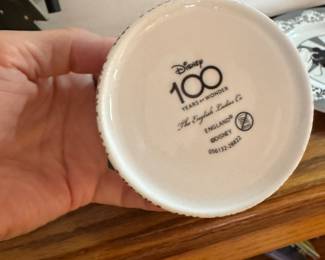 Disney
100
YEARS OF WONDER
The English Ladies Co.
ENGLAND®
©DISNEY